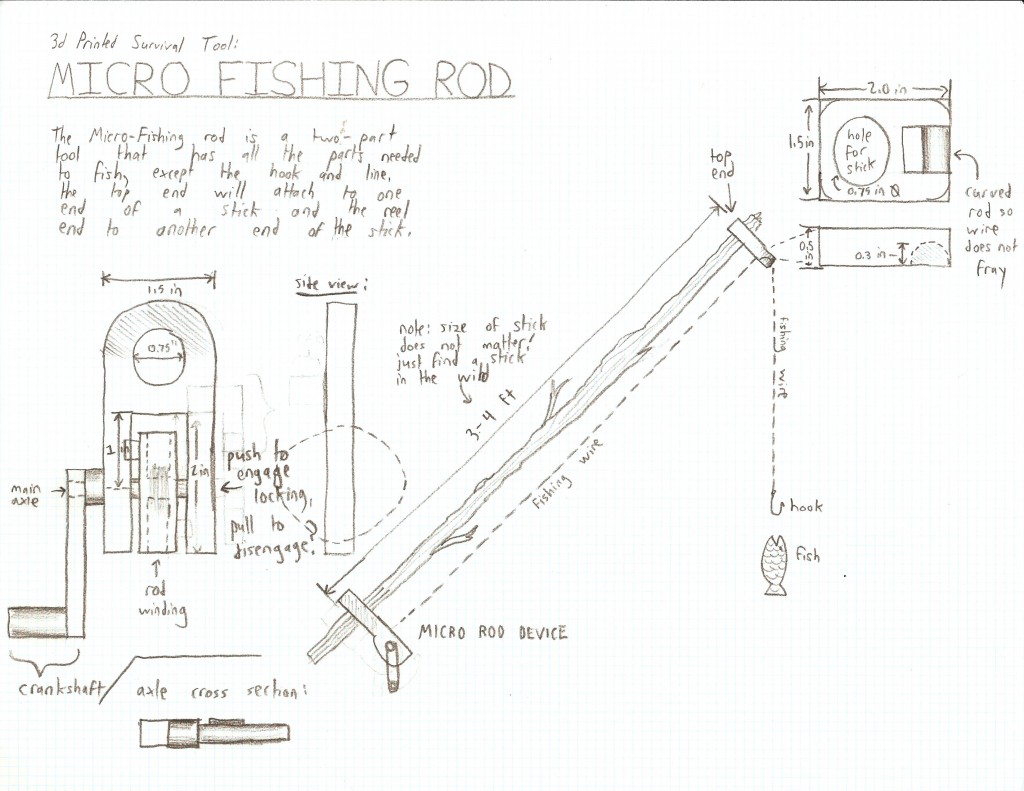 3d Printed Survival Tool:
MICRO FISHING ROD
The Micro-Fishing rod is a two-part
tool that has all the parts needed
to fish, except the hook and line,
the top end will attach to one
end of a stick and the reel
end to another end of the stick.
1.5 in
0.75"
1 in
2 in
main
axle
rod
winding
crankshaft
push to
engage
locking,
pull to
disengage?
side view:
axle cross section:
note: size of stick
does not matter!
just find a stick
in the wild
3-4 ft
fishing wire
MICRO ROD DEVICE
top
end
fishing wire
hook
fish
2.0 in
1.5in
hole
for
stick
0.75 in Ø
curved
rod so
wire
does not
fray
0.5
in
0.3 in